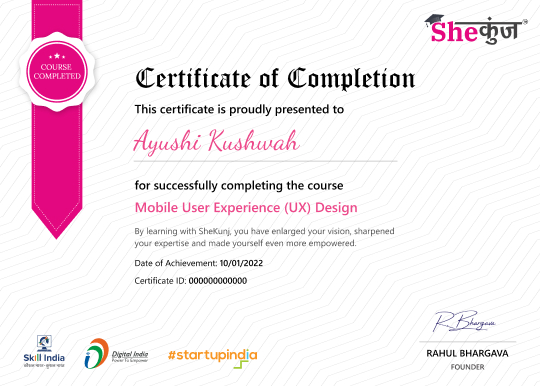 Sheकुंज
COURSE
COMPLETED
Certificate of Completion
This certificate is proudly presented to
Ayushi Kushwah
for successfully completing the course
Mobile User Experience (UX) Design
By learning with SheKunj, you have enlarged your vision, sharpened
your expertise and made yourself even more empowered.
Date of Achievement: 10/01/2022
Certificate ID: 000000000000
R Bhargava
RAHUL BHARGAVA
FOUNDER
Skill India
कौशल भारत - कुशल भारत
Digital India
Power To Empower
#startupindia